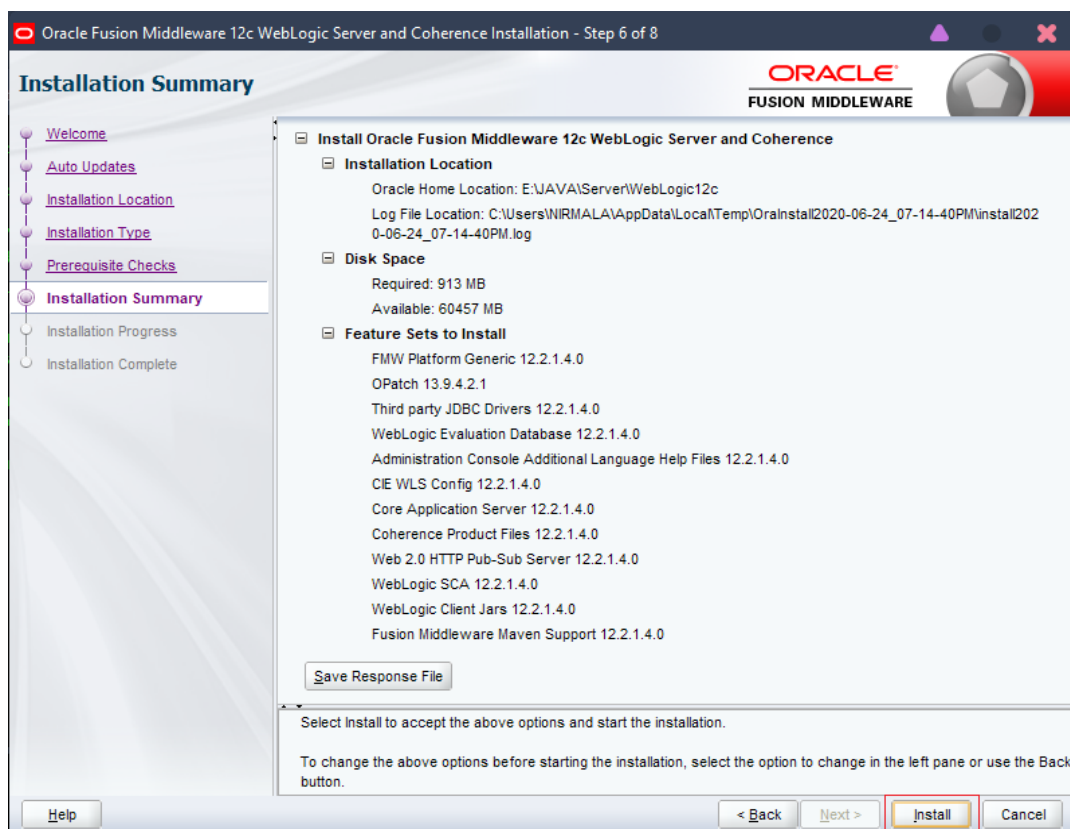 Oracle Fusion Middleware 12c WebLogic Server and Coherence Installation - Step 6 of 8
Installation Summary
ORACLE
FUSION MIDDLEWARE
Welcome
Auto Updates
Installation Location
Installation Type
Prerequisite Checks
Installation Summary
Installation Progress
Installation Complete
Install Oracle Fusion Middleware 12c WebLogic Server and Coherence
Installation Location
Oracle Home Location: E:\JAVA\Server\WebLogic12c
Log File Location: C:\Users\NIRMALA\AppData\Local\Temp\OraInstall2020-06-24_07-14-40PM\install202
0-06-24_07-14-40PM.log
Disk Space
Required: 913 MB
Available: 60457 MB
Feature Sets to Install
FMW Platform Generic 12.2.1.4.0
OPatch 13.9.4.2.1
Third party JDBC Drivers 12.2.1.4.0
WebLogic Evaluation Database 12.2.1.4.0
Administration Console Additional Language Help Files 12.2.1.4.0
CIE WLS Config 12.2.1.4.0
Core Application Server 12.2.1.4.0
Coherence Product Files 12.2.1.4.0
Web 2.0 HTTP Pub-Sub Server 12.2.1.4.0
WebLogic SCA 12.2.1.4.0
WebLogic Client Jars 12.2.1.4.0
Fusion Middleware Maven Support 12.2.1.4.0
Save Response File
Select Install to accept the above options and start the installation.
To change the above options before starting the installation, select the option to change in the left pane or use the Back
button.
Help
< Back
Next >
Install
Cancel